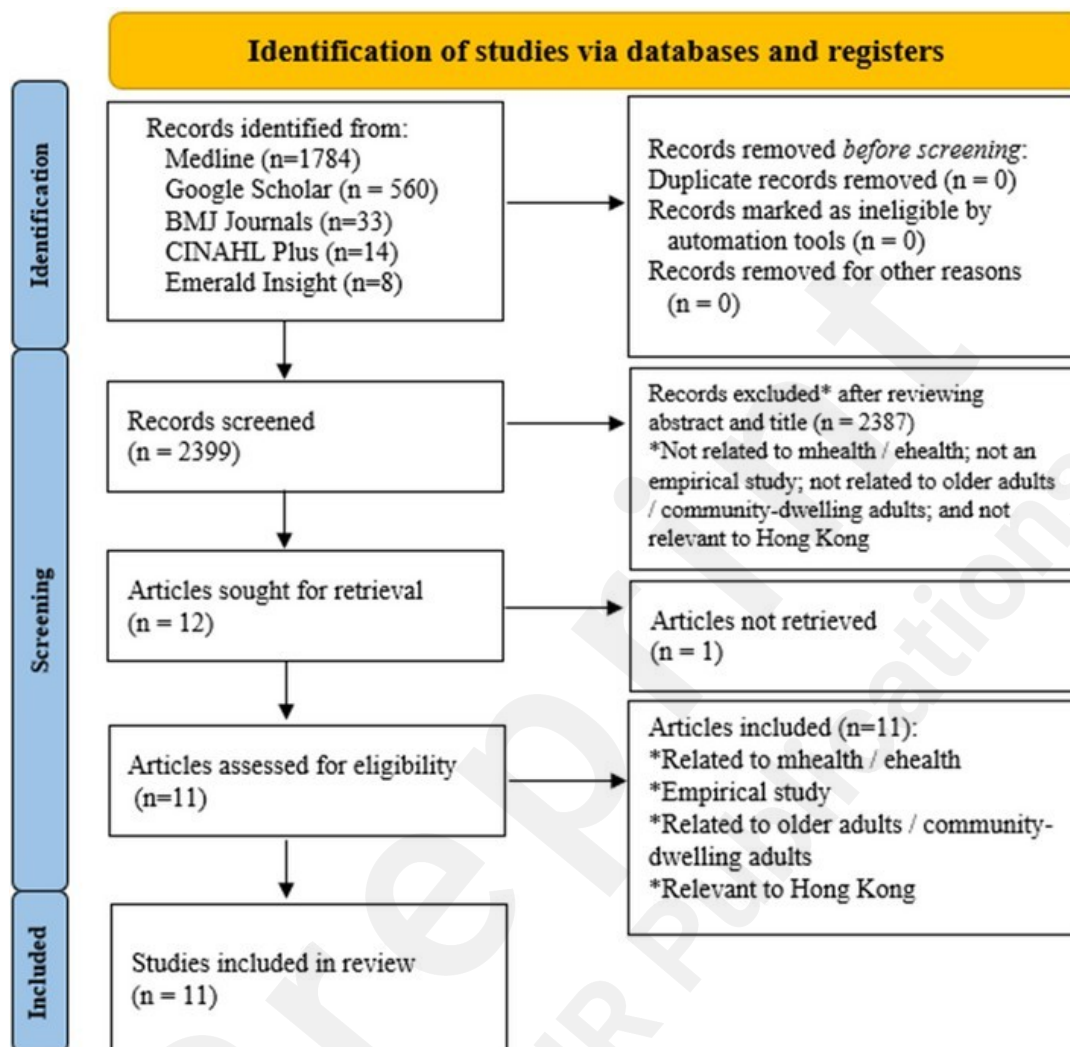 Identification of studies via databases and registers
Identification
Records identified from:
Medline (n=1784)
Google Scholar (n = 560)
BMJ Journals (n=33)
CINAHL Plus (n=14)
Emerald Insight (n=8)
Records removed before screening:
Duplicate records removed (n = 0)
Records marked as ineligible by
automation tools (n = 0)
Records removed for other reasons
(n = 0)
Screening
Records screened
(n = 2399)
Records excluded* after reviewing
abstract and title (n = 2387)
*Not related to mhealth / ehealth; not an
empirical study; not related to older adults
/ community-dwelling adults; and not
relevant to Hong Kong
Articles sought for retrieval
(n = 12)
Articles not retrieved
(n = 1)
Articles assessed for eligibility
(n=11)
Articles included (n=11):
*Related to mhealth / ehealth
*Empirical study
*Related to older adults / community-
dwelling adults
*Relevant to Hong Kong
Included
Studies included in review
(n = 11)
Preprint
Publications